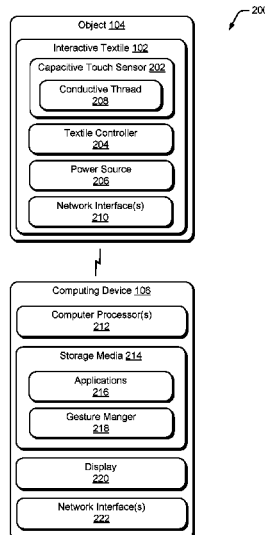 200
Object 104
Interactive Textile 102
Capacitive Touch Sensor 202
Conductive Thread
208
Textile Controller
204
Power Source
206
Network Interface(s)
210
Computing Device 106
Computer Processor(s)
212
Storage Media 214
Applications
216
Gesture Manger
218
Display
220
Network Interface(s)
222